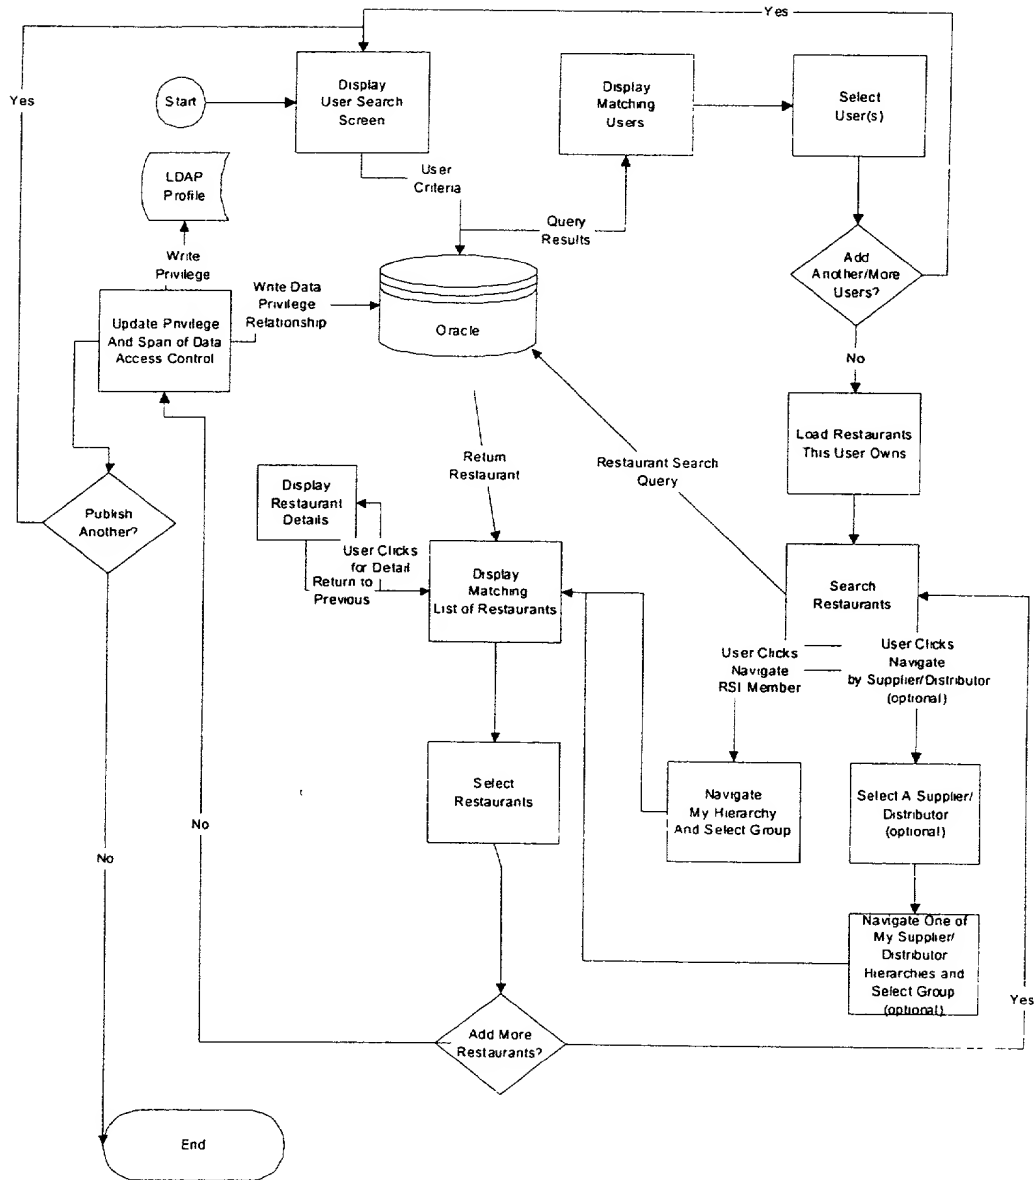 Yes
Yes
Start
Display
User Search
Screen
Display
Matching
Users
Select
User(s)
LDAP
Profile
User
Criteria
Query
Results
Write
Privilege
Add
Another/More
Users?
Write Data
Privilege
Relationship
Update Privilege
And Span of Data
Access Control
Oracle
No
Load Restaurants
This User Owns
Return
Restaurant
Restaurant Search
Query
Display
Restaurant
Details
Publish
Another?
User Clicks
for Detail
Return to
Previous
Display
Matching
List of Restaurants
Search
Restaurants
User Clicks
Navigate
RSI Member
User Clicks
Navigate
by Supplier/Distributor
(optional)
Select
Restaurants
Navigate
My Hierarchy
And Select Group
Select A Supplier/
Distributor
(optional)
No
No
Navigate One of
My Supplier/
Distributor
Hierarchies and
Select Group
(optional)
Yes
Add More
Restaurants?
End